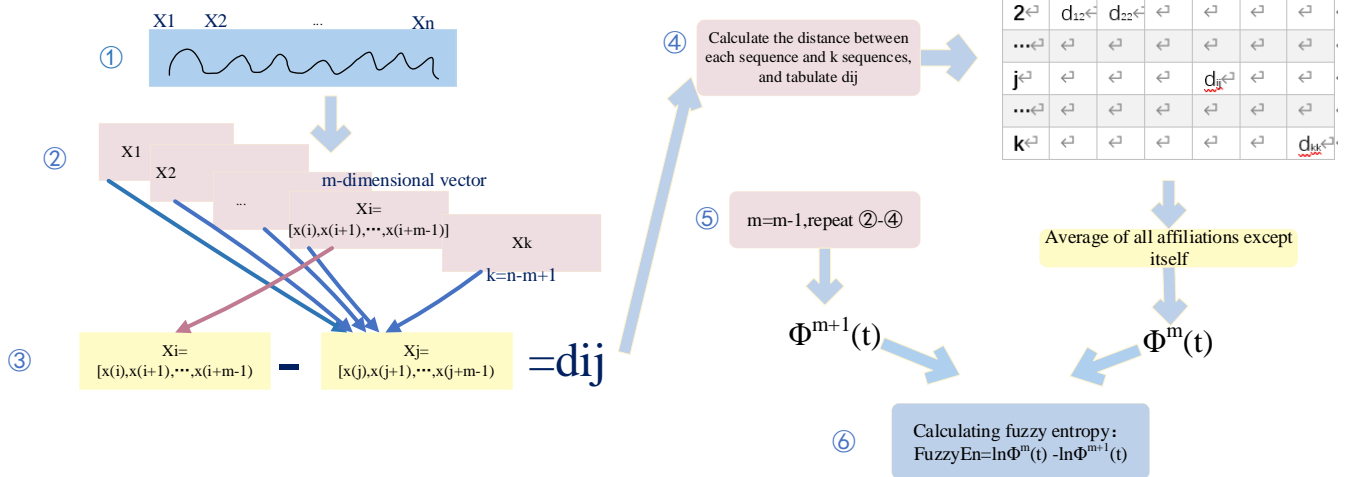 X1 X2 ... Xn
①
②
X1
X2
...
m-dimensional vector
Xi=
[x(i),x(i+1),⋯,x(i+m-1)]
Xk
k=n-m+1
③
Xi=
[x(i),x(i+1),⋯,x(i+m-1)
-
Xj=
[x(j),x(j+1),⋯,x(j+m-1)
=dij
④
Calculate the distance between
each sequence and k sequences,
and tabulate dij
2↵ d₁₂↵ d₂₂↵ ↵ ↵ ↵ ↵
⋯↵ ↵ ↵ ↵ ↵ ↵ ↵
j↵ ↵ ↵ ↵ dᵢⱼ↵ ↵ ↵
⋯↵ ↵ ↵ ↵ ↵ ↵ ↵
k↵ ↵ ↵ ↵ ↵ ↵ dₖₖ↵
⑤
m=m-1,repeat ②-④
Average of all affiliations except
itself
Φᵐ⁺¹(t)
Φᵐ(t)
⑥
Calculating fuzzy entropy：
FuzzyEn=lnΦᵐ(t) -lnΦᵐ⁺¹(t)